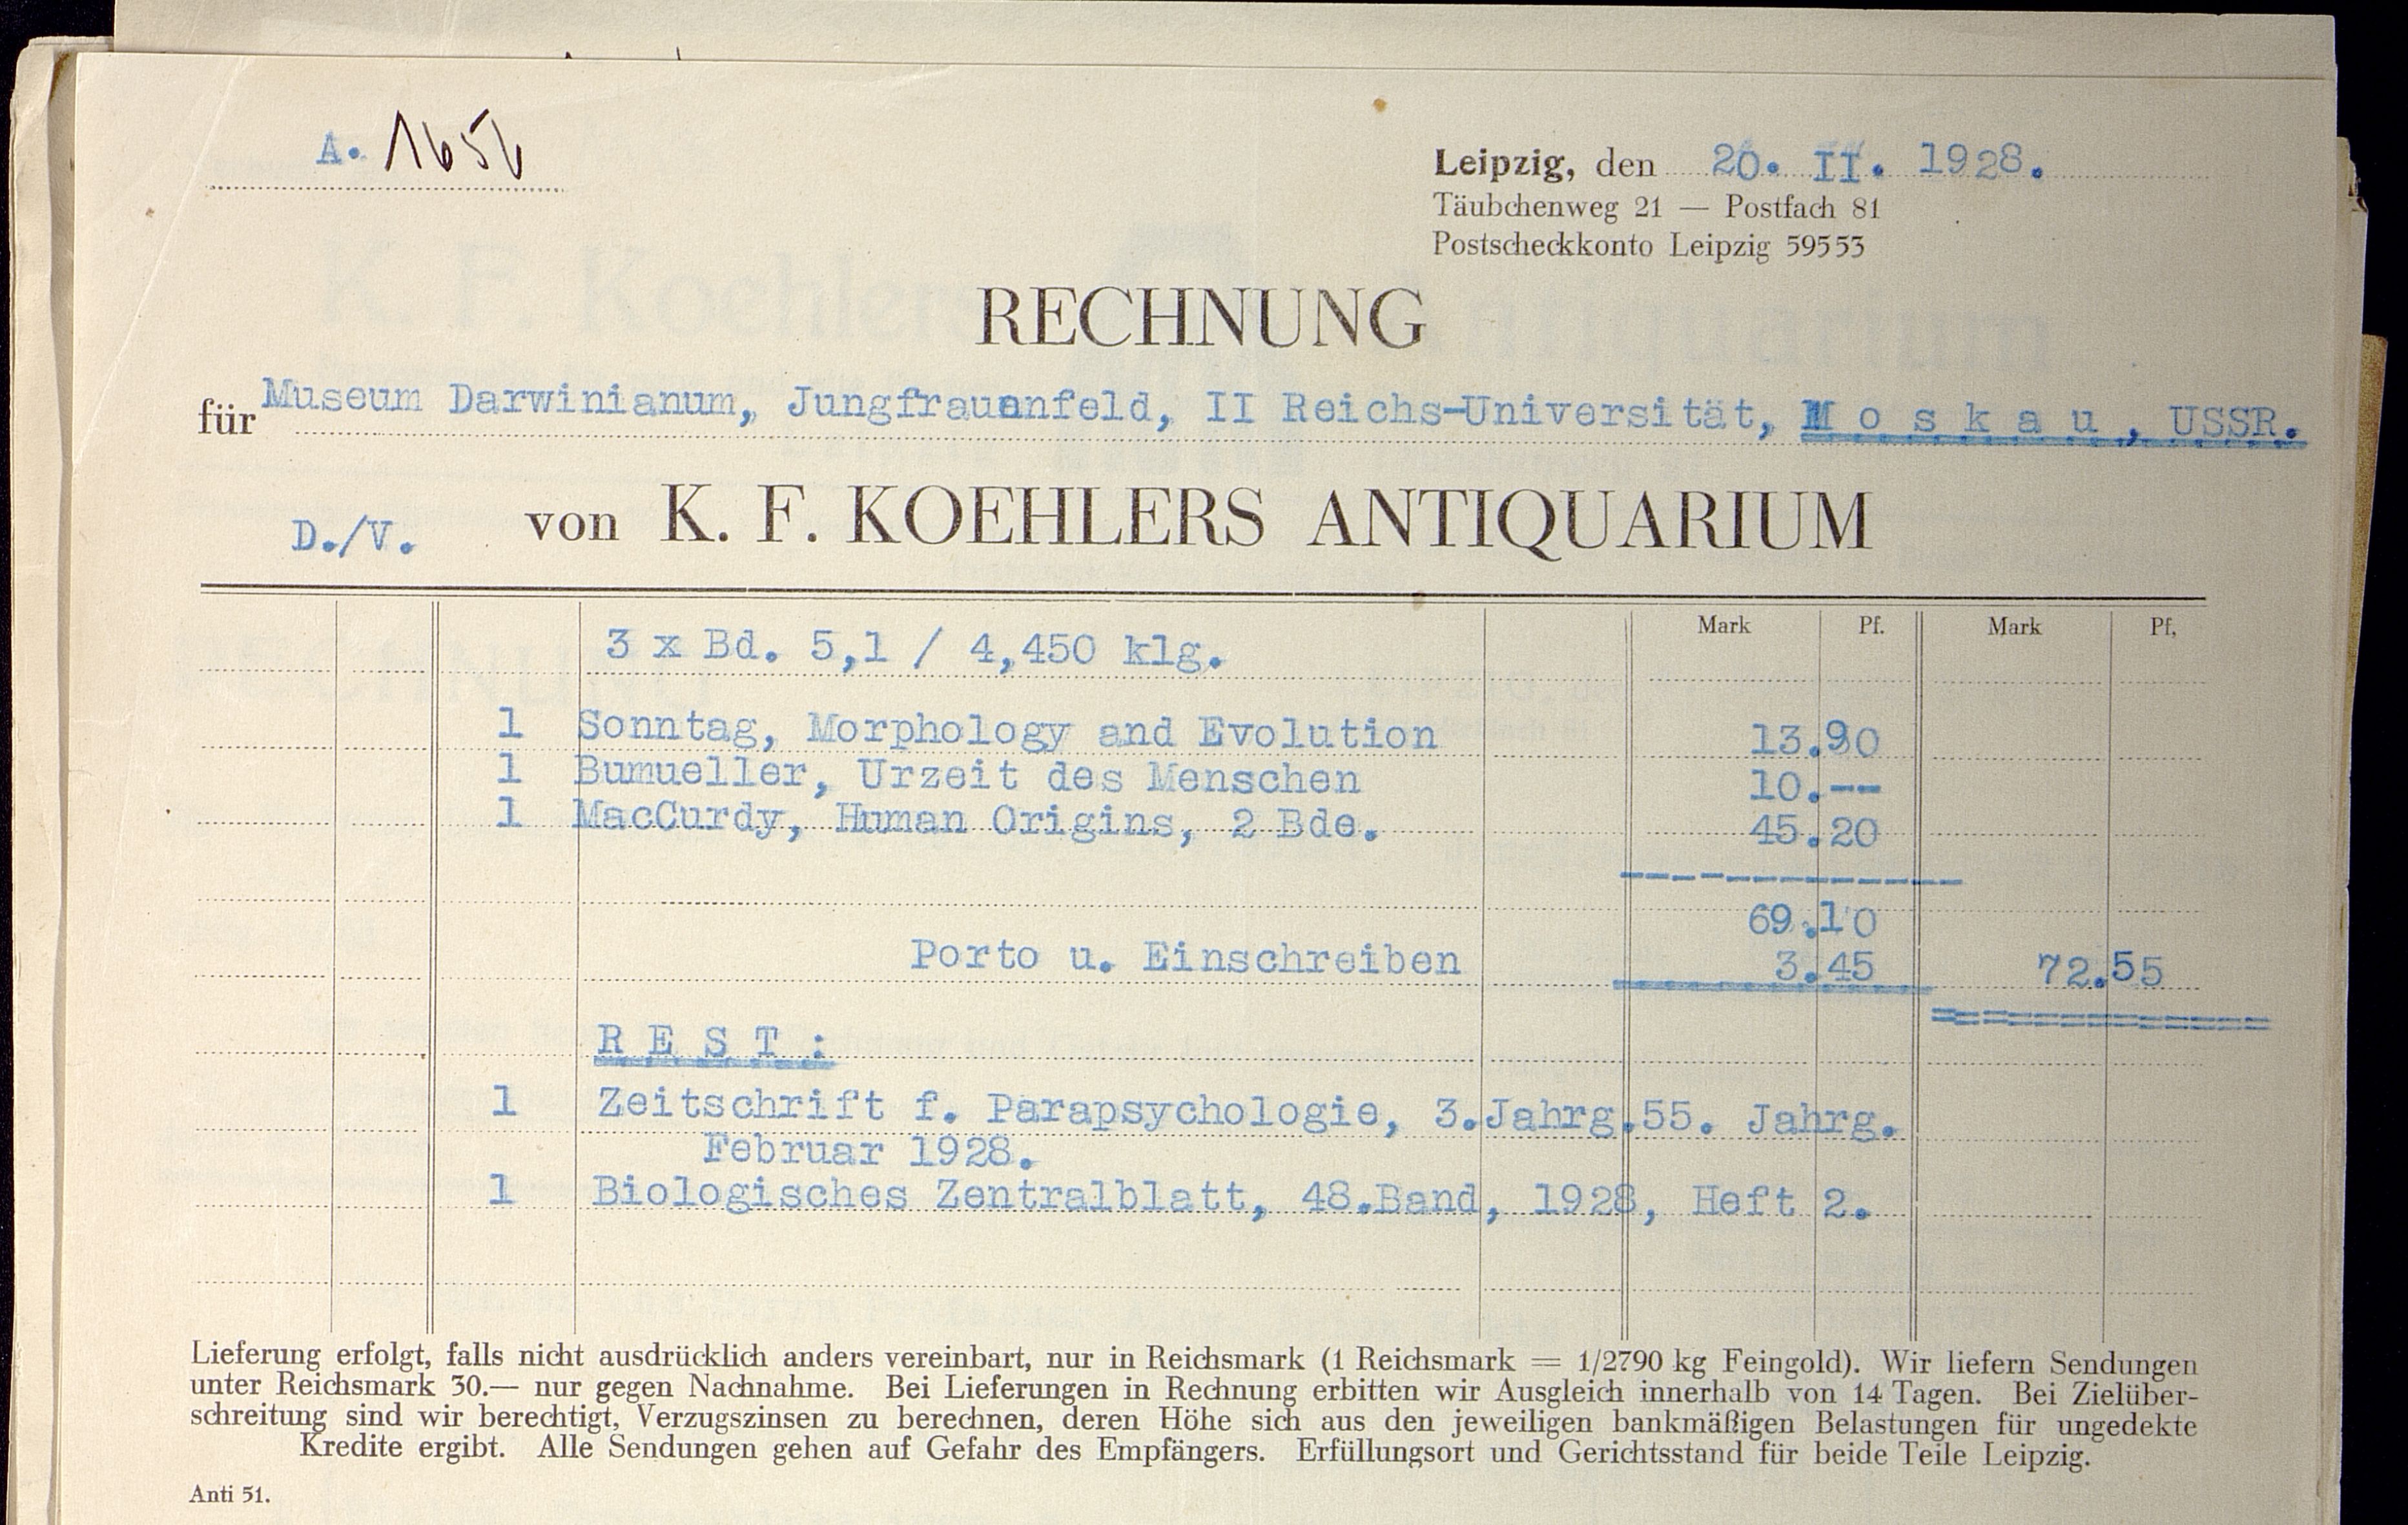 A. 1656
Leipzig, den 20. II. 1928.
Täubchenweg 21 — Postfach 81
Postscheckkonto Leipzig 59553
RECHNUNG
für Museum Darwinianum, Jungfrauenfeld, II Reichs-Universität, M o s k a u , USSR.
D./V. von K. F. KOEHLERS ANTIQUARIUM
Mark Pf. Mark Pf,
3 x Bd. 5,1 / 4,450 klg.
1 Sonntag, Morphology and Evolution 13.90
1 Bumueller, Urzeit des Menschen 10.--
1 MacCurdy, Human Origins, 2 Bde. 45.20
69.10
Porto u. Einschreiben 3.45 72.55
R E S T :
1 Zeitschrift f. Parapsychologie, 3.Jahrg.55. Jahrg.
Februar 1928.
1 Biologisches Zentralblatt, 48.Band, 1928, Heft 2.
Lieferung erfolgt, falls nicht ausdrücklich anders vereinbart, nur in Reichsmark (1 Reichsmark = 1/2790 kg Feingold). Wir liefern Sendungen
unter Reichsmark 30.— nur gegen Nachnahme. Bei Lieferungen in Rechnung erbitten wir Ausgleich innerhalb von 14 Tagen. Bei Zielüber-
schreitung sind wir berechtigt, Verzugszinsen zu berechnen, deren Höhe sich aus den jeweiligen bankmäßigen Belastungen für ungedekte
Kredite ergibt. Alle Sendungen gehen auf Gefahr des Empfängers. Erfüllungsort und Gerichtsstand für beide Teile Leipzig.
Anti 51.